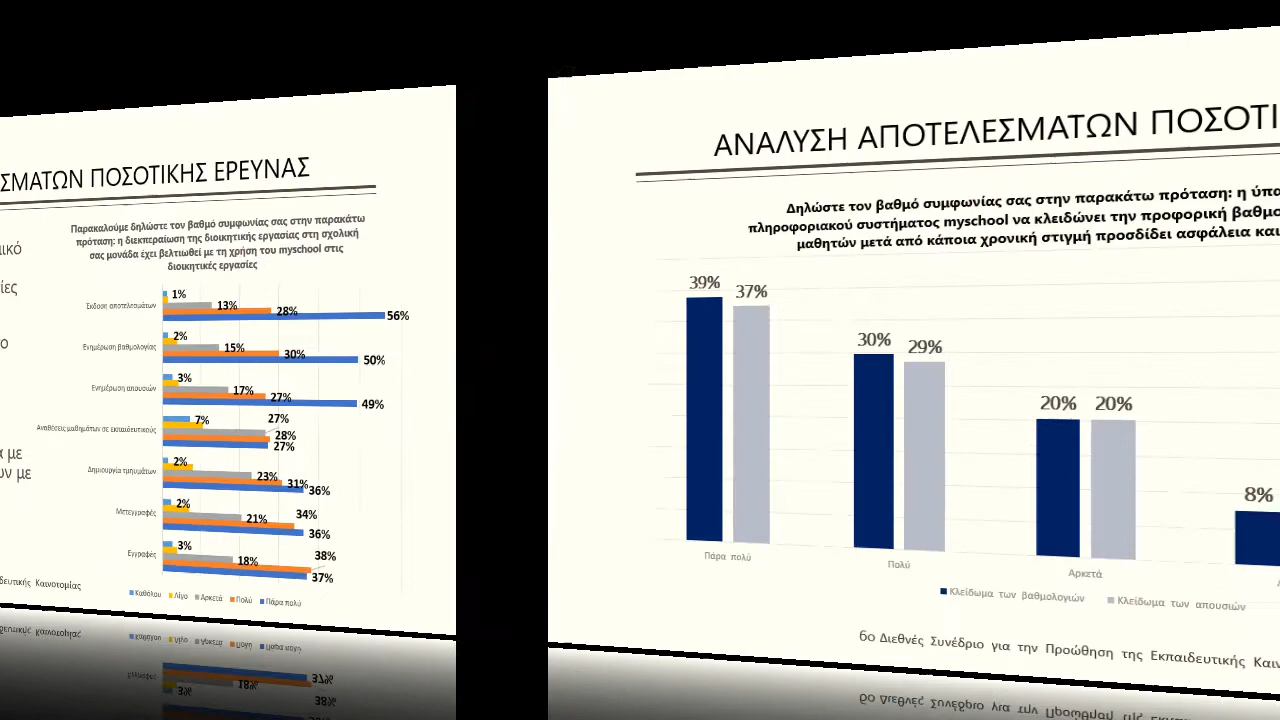 ΣΜΑΤΩΝ ΠΟΣΟΤΙΚΗΣ ΕΡΕΥΝΑΣ
Παρακαλούμε δηλώστε τον βαθμό συμφωνίας σας στην παρακάτω
πρόταση: η διεκπεραίωση της διοικητικής εργασίας στη σχολική
σας μονάδα έχει βελτιωθεί με τη χρήση του myschool στις
διοικητικές εργασίες
Έκδοση αποτελεσμάτων
1%
13%
28%
56%
Ενημέρωση βαθμολογίας
2%
15%
30%
50%
Ενημέρωση απουσιών
3%
17%
27%
49%
Αναθέσεις μαθημάτων σε εκπαιδευτικούς
7%
27%
28%
27%
Δημιουργία τμημάτων
2%
23%
31%
36%
Μετεγγραφές
2%
21%
34%
36%
Εγγραφές
3%
18%
38%
37%
Καθόλου Λίγο Αρκετά Πολύ Πάρα πολύ
δευτικής Καινοτομίας
ΑΝΑΛΥΣΗ ΑΠΟΤΕΛΕΣΜΑΤΩΝ ΠΟΣΟΤΙ
Δηλώστε τον βαθμό συμφωνίας σας στην παρακάτω πρόταση: η ύπα
πληροφοριακού συστήματος myschool να κλειδώνει την προφορική βαθμο
μαθητών μετά από κάποια χρονική στιγμή προσδίδει ασφάλεια και
39% 37%
30% 29%
20% 20%
8%
Πάρα πολύ
Πολύ
Αρκετά
Κλείδωμα των βαθμολογιών Κλείδωμα των απουσιών
6ο Διεθνές Συνέδριο για την Προώθηση της Εκπαιδευτικής Καιν